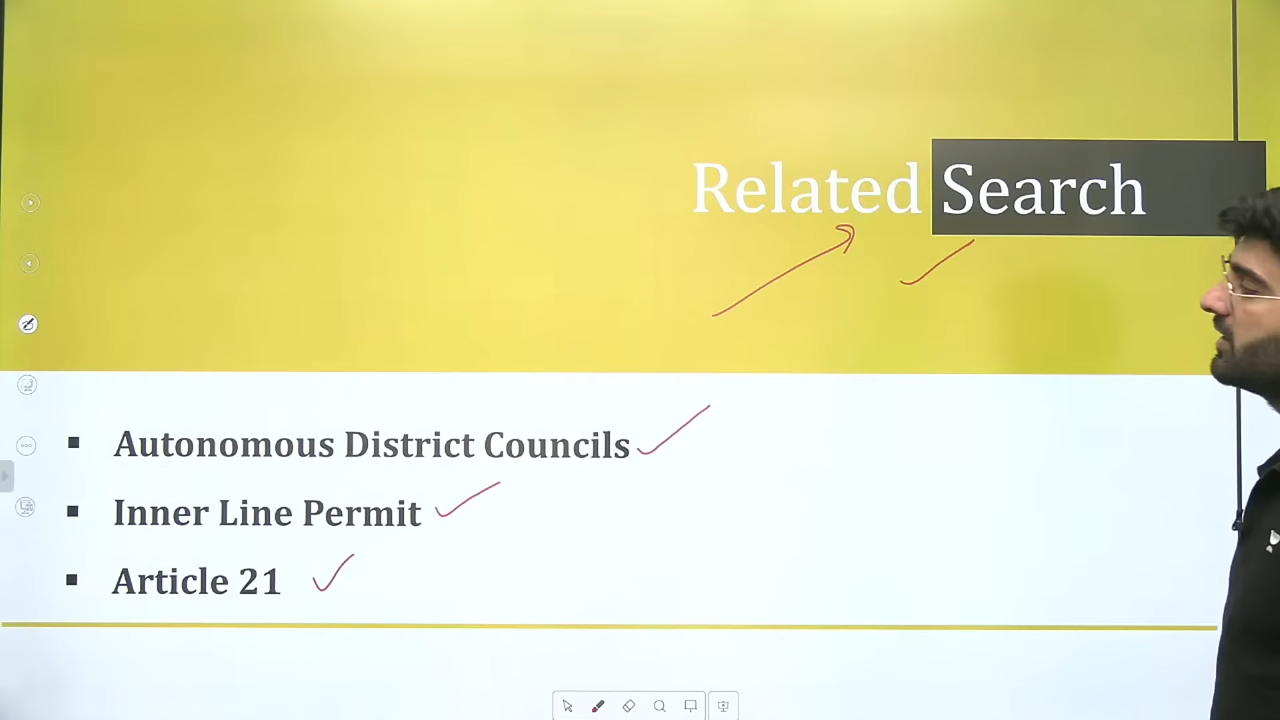 Related Search
▪ Autonomous District Councils
▪ Inner Line Permit
▪ Article 21